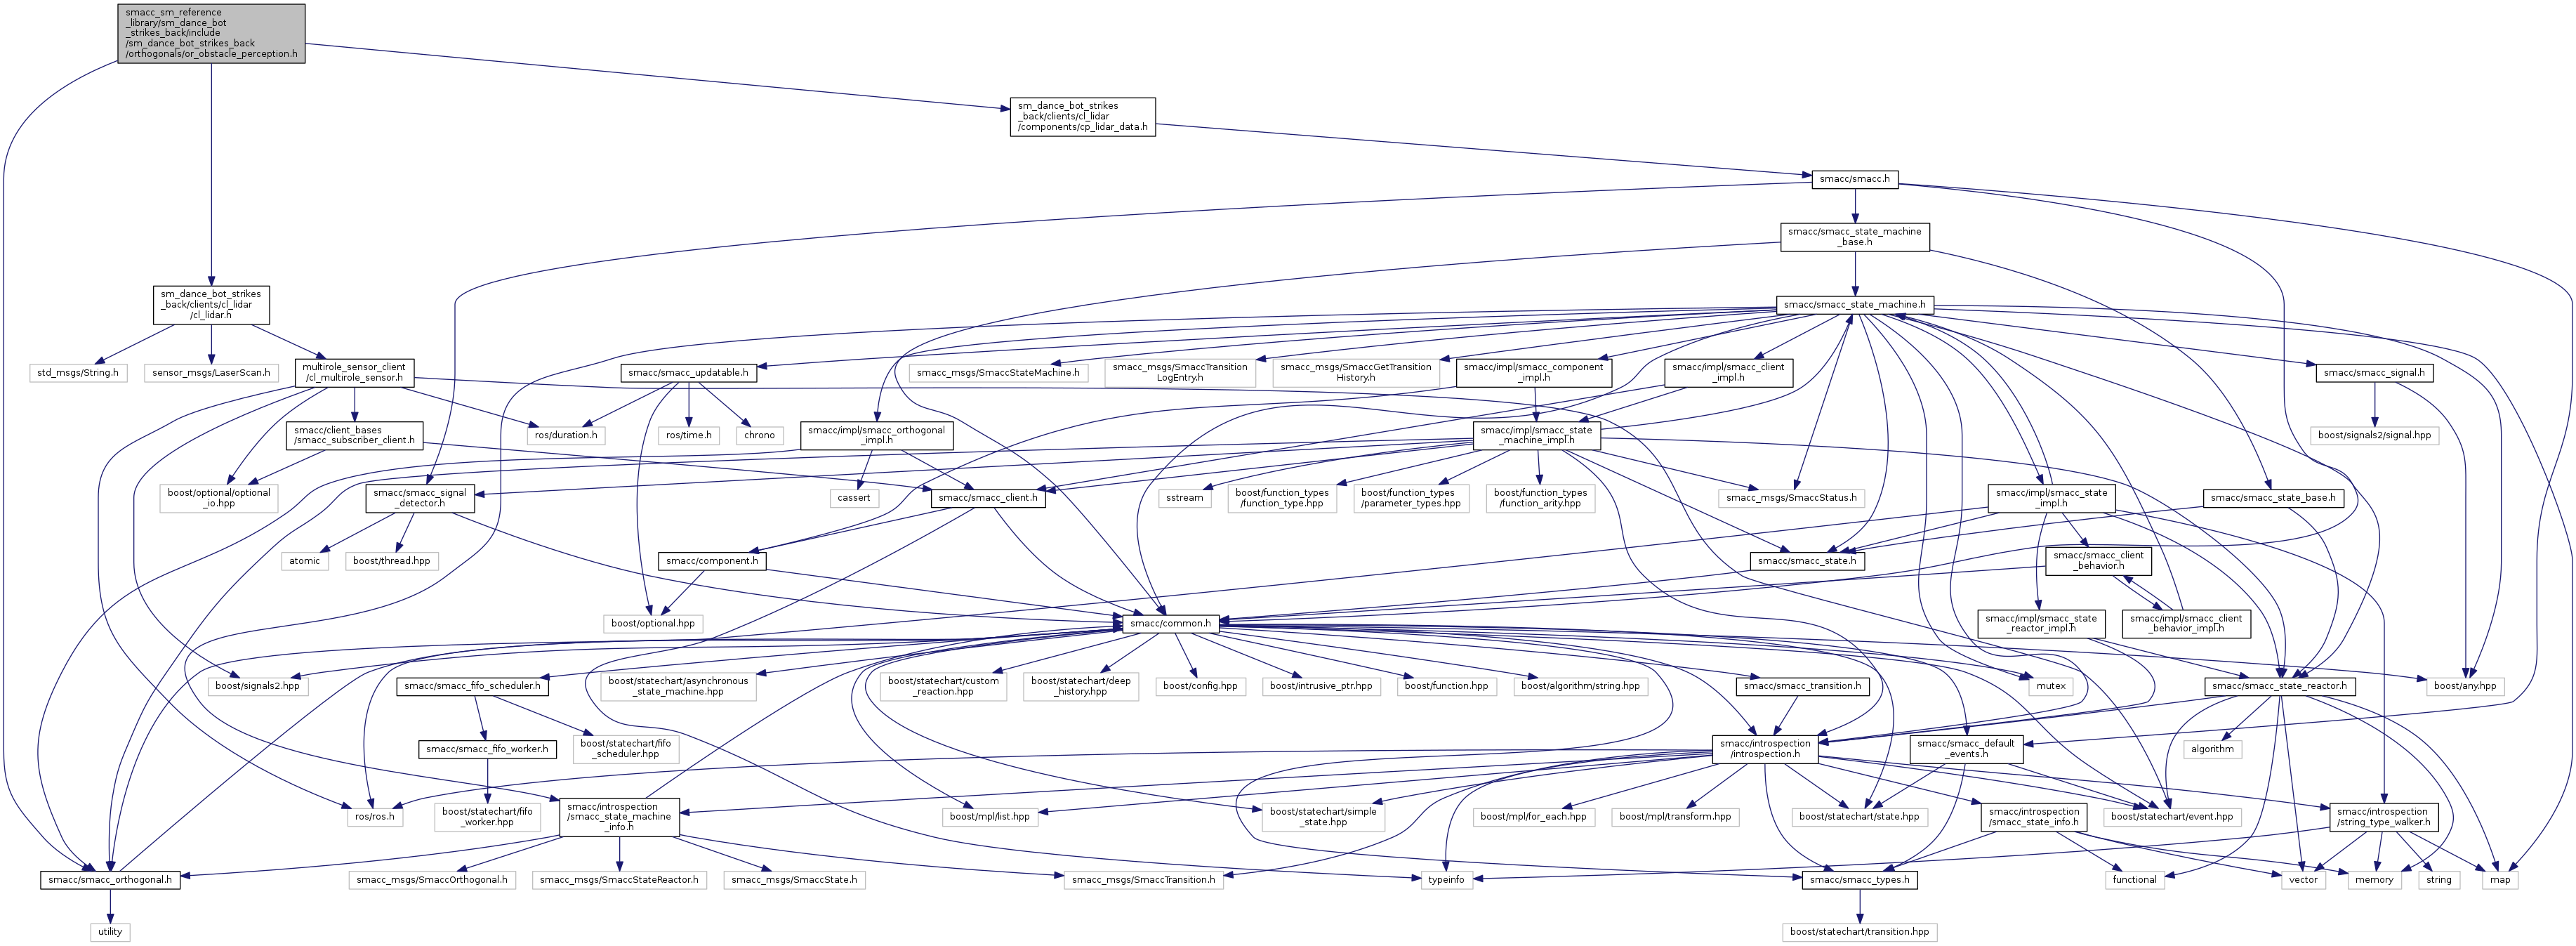 smacc_sm_reference
_library/sm_dance_bot
_strikes_back/include
/sm_dance_bot_strikes_back
/orthogonals/or_obstacle_perception.h
sm_dance_bot_strikes
_back/clients/cl_lidar
/components/cp_lidar_data.h
smacc/smacc.h
smacc/smacc_state_machine
_base.h
sm_dance_bot_strikes
_back/clients/cl_lidar
/cl_lidar.h
smacc/smacc_state_machine.h
std_msgs/String.h
sensor_msgs/LaserScan.h
multirole_sensor_client
/cl_multirole_sensor.h
smacc/smacc_updatable.h
smacc_msgs/SmaccStateMachine.h
smacc_msgs/SmaccTransition
LogEntry.h
smacc_msgs/SmaccGetTransition
History.h
smacc/impl/smacc_component
_impl.h
smacc/impl/smacc_client
_impl.h
smacc/smacc_signal.h
smacc/client_bases
/smacc_subscriber_client.h
ros/duration.h
ros/time.h
chrono
smacc/impl/smacc_orthogonal
_impl.h
smacc/impl/smacc_state
_machine_impl.h
boost/signals2/signal.hpp
boost/optional/optional
_io.hpp
smacc/smacc_signal
_detector.h
cassert
smacc/smacc_client.h
sstream
boost/function_types
/function_type.hpp
boost/function_types
/parameter_types.hpp
boost/function_types
/function_arity.hpp
smacc_msgs/SmaccStatus.h
smacc/impl/smacc_state
_impl.h
smacc/smacc_state_base.h
atomic
boost/thread.hpp
smacc/component.h
smacc/smacc_state.h
smacc/smacc_client
_behavior.h
boost/optional.hpp
smacc/common.h
smacc/impl/smacc_state
_reactor_impl.h
smacc/impl/smacc_client
_behavior_impl.h
boost/signals2.hpp
smacc/smacc_fifo_scheduler.h
boost/statechart/asynchronous
_state_machine.hpp
boost/statechart/custom
_reaction.hpp
boost/statechart/deep
_history.hpp
boost/config.hpp
boost/intrusive_ptr.hpp
boost/function.hpp
boost/algorithm/string.hpp
smacc/smacc_transition.h
mutex
smacc/smacc_state_reactor.h
boost/any.hpp
smacc/smacc_fifo_worker.h
boost/statechart/fifo
_scheduler.hpp
smacc/introspection
/introspection.h
smacc/smacc_default
_events.h
algorithm
ros/ros.h
boost/statechart/fifo
_worker.hpp
smacc/introspection
/smacc_state_machine
_info.h
boost/mpl/list.hpp
boost/statechart/simple
_state.hpp
boost/mpl/for_each.hpp
boost/mpl/transform.hpp
boost/statechart/state.hpp
smacc/introspection
/smacc_state_info.h
boost/statechart/event.hpp
smacc/introspection
/string_type_walker.h
smacc/smacc_orthogonal.h
smacc_msgs/SmaccOrthogonal.h
smacc_msgs/SmaccStateReactor.h
smacc_msgs/SmaccState.h
smacc_msgs/SmaccTransition.h
typeinfo
smacc/smacc_types.h
functional
vector
memory
string
map
utility
boost/statechart/transition.hpp